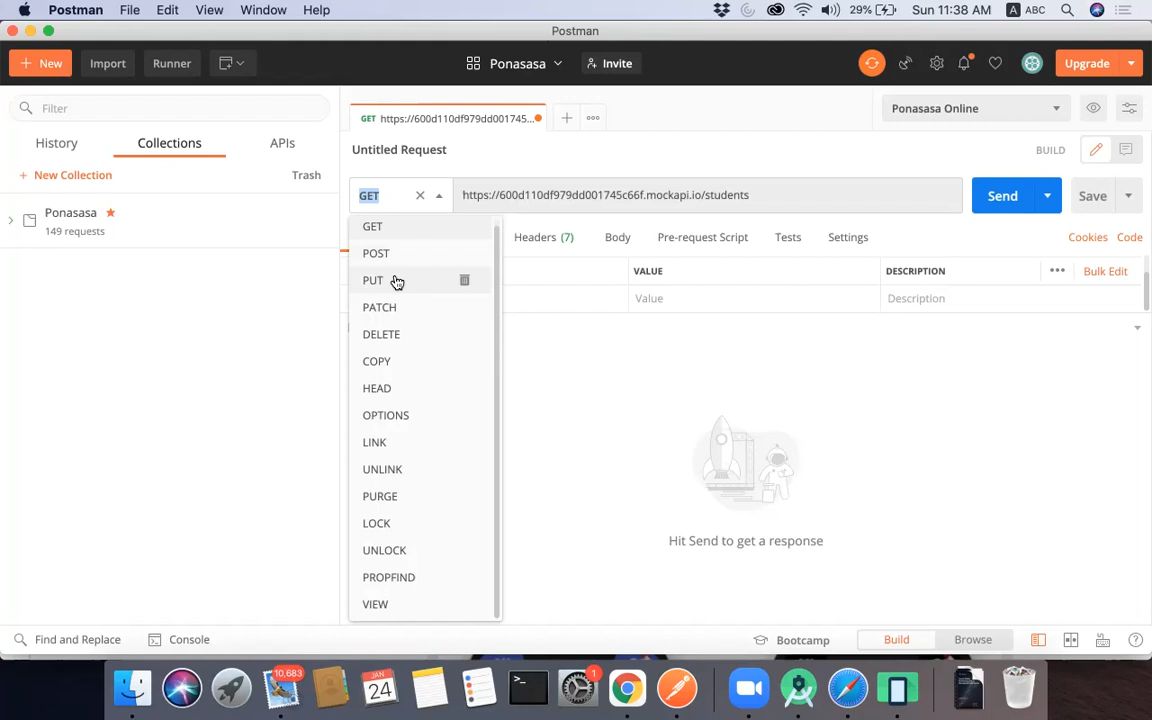 Postman File Edit View Window Help 29% Sun 11:38 AM A ABC
Postman
+ New Import Runner Ponasasa Invite Upgrade
Filter
GET https://600d110df979dd001745... Ponasasa Online
History Collections APIs
Untitled Request BUILD
+ New Collection Trash
GET https://600d110df979dd001745c66f.mockapi.io/students Send Save
Ponasasa
149 requests
GET
Headers (7) Body Pre-request Script Tests Settings Cookies Code
POST
VALUE DESCRIPTION Bulk Edit
PUT
Value Description
PATCH
DELETE
COPY
HEAD
OPTIONS
LINK
UNLINK
PURGE
LOCK
Hit Send to get a response
UNLOCK
PROPFIND
VIEW
Find and Replace Console Bootcamp Build Browse
10,683
JAN
24
1